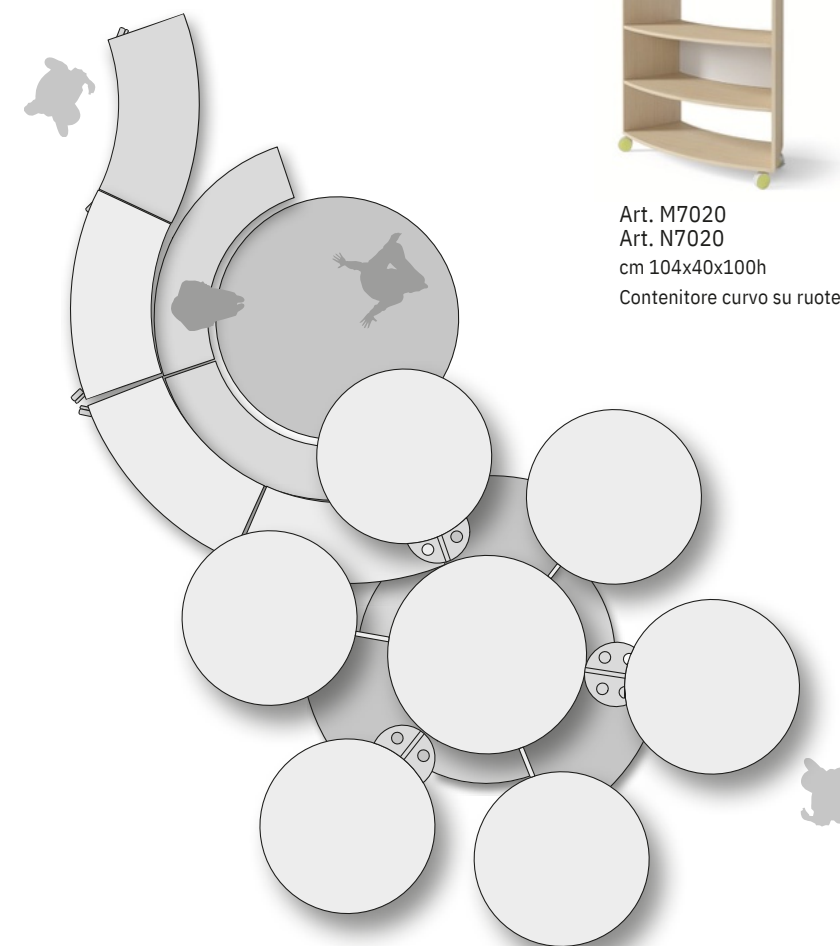 Art. M7020
Art. N7020
cm 104x40x100h
Contenitore curvo su ruote